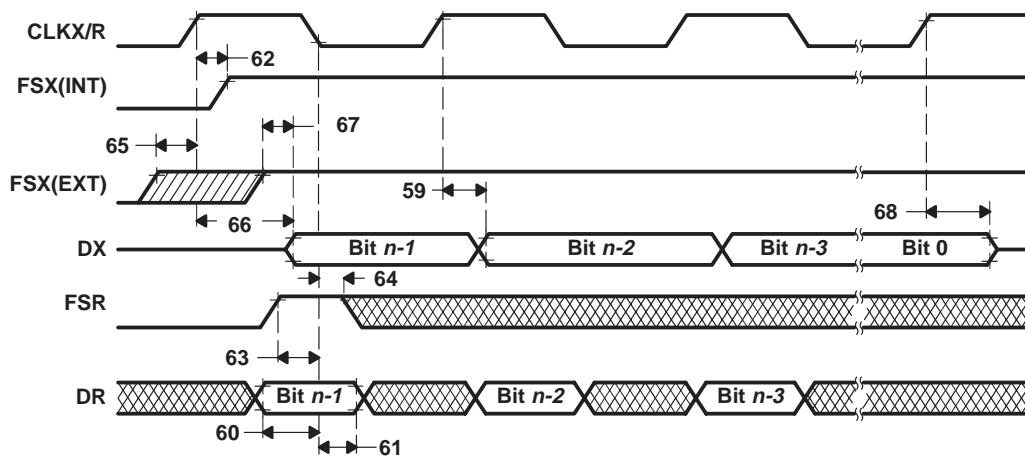 CLKX/R
62
FSX(INT)
67
65
FSX(EXT)
59
66
68
DX
Bit n-1
Bit n-2
Bit n-3
Bit 0
64
FSR
63
DR
Bit n-1
Bit n-2
Bit n-3
60
61